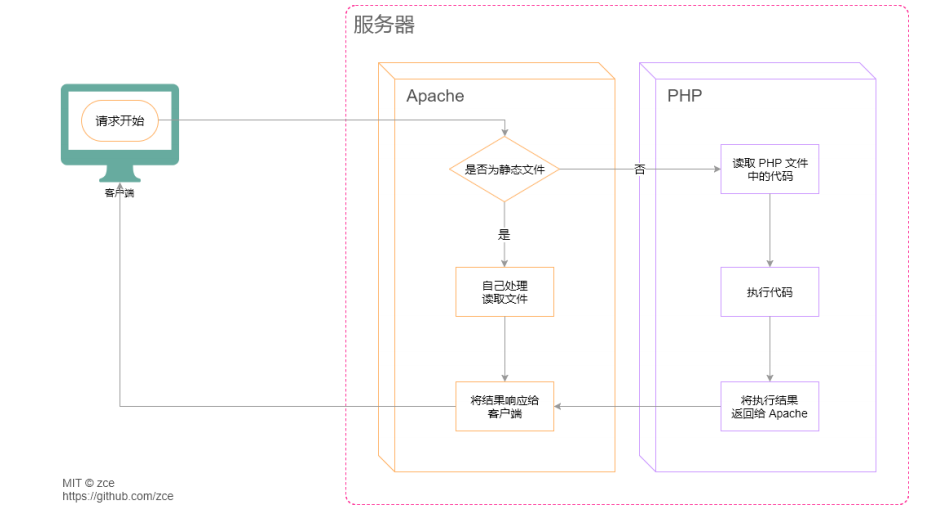 服务器
Apache
PHP
请求开始
客户端
是否为静态文件
否
读取 PHP 文件
中的代码
是
自己处理
读取文件
执行代码
将结果响应给
客户端
将执行结果
返回给 Apache
MIT © zce
https://github.com/zce